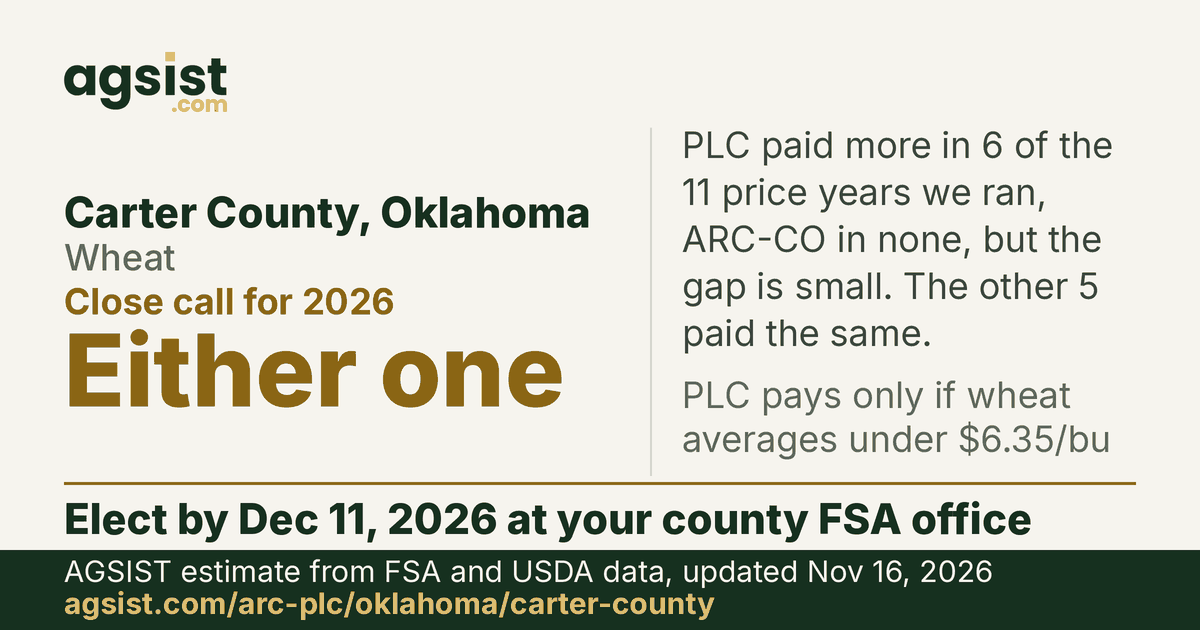 agsist
.com
Carter County, Oklahoma
Wheat
Close call for 2026
Either one
PLC paid more in 6 of the
11 price years we ran,
ARC-CO in none, but the
gap is small. The other 5
paid the same.
PLC pays only if wheat
averages under $6.35/bu
Elect by Dec 11, 2026 at your county FSA office
AGSIST estimate from FSA and USDA data, updated Nov 16, 2026
agsist.com/arc-plc/oklahoma/carter-county